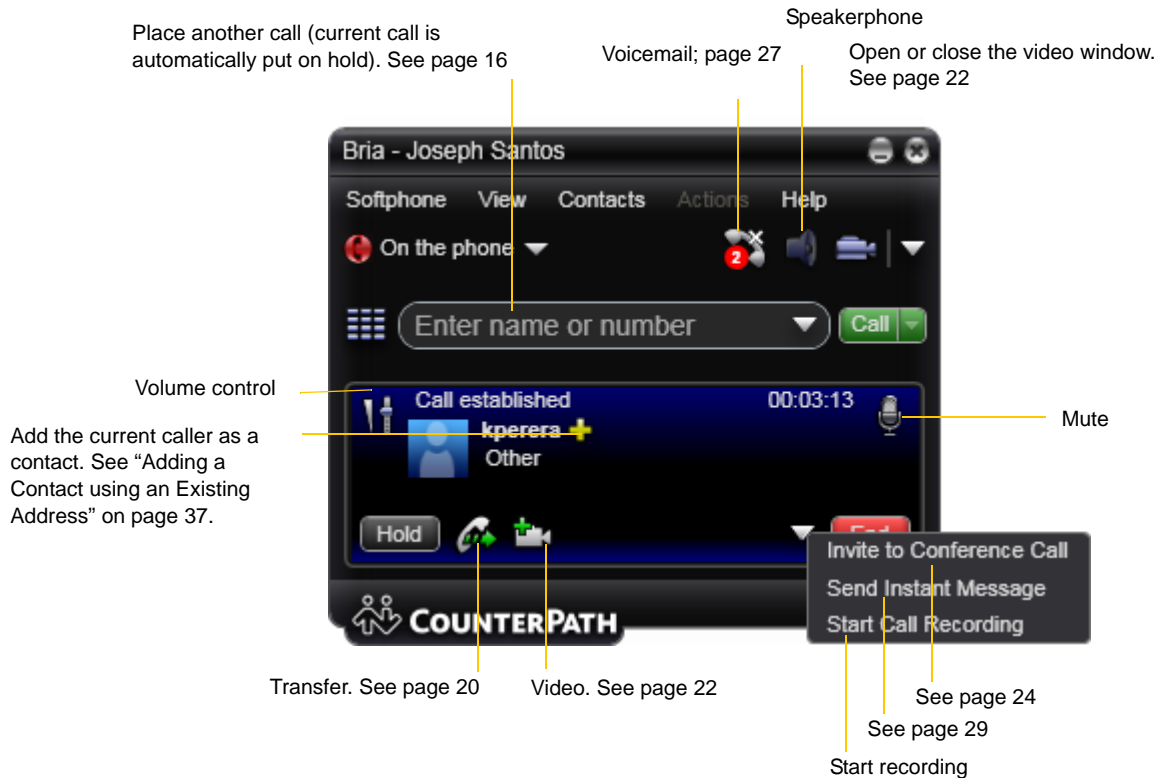 Speakerphone
Place another call (current call is
automatically put on hold). See page 16
Voicemail; page 27
Open or close the video window.
See page 22
Bria - Joseph Santos
Softphone View Contacts Actions Help
On the phone
2
Enter name or number
Call
Volume control
Call established
00:03:13
Mute
kperera
Other
Add the current caller as a
contact. See “Adding a
Contact using an Existing
Address” on page 37.
Hold
End
Invite to Conference Call
Send Instant Message
Start Call Recording
COUNTERPATH
Transfer. See page 20
Video. See page 22
See page 24
See page 29
Start recording